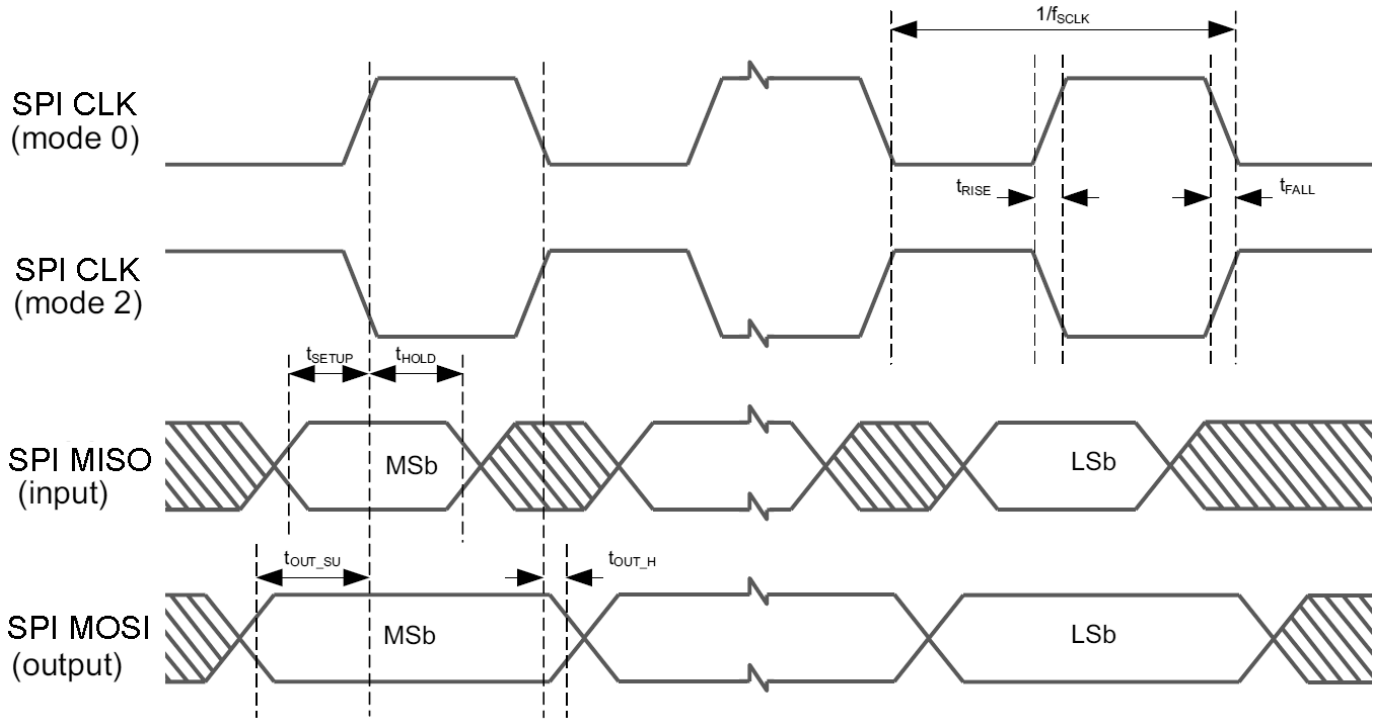 1/fSCLK
SPI CLK
(mode 0)
tRISE
tFALL
SPI CLK
(mode 2)
tSETUP
tHOLD
SPI MISO
(input)
MSb
LSb
tOUT_SU
tOUT_H
SPI MOSI
(output)
MSb
LSb